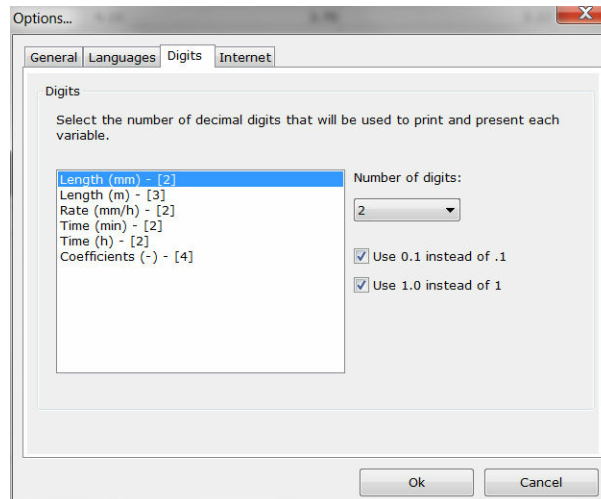 Options...
General Languages Digits Internet
Digits
Select the number of decimal digits that will be used to print and present each
variable.
Length (mm) - [2]
Length (m) - [3]
Rate (mm/h) - [2]
Time (min) - [2]
Time (h) - [2]
Coefficients (-) - [4]
Number of digits:
2
Use 0.1 instead of .1
Use 1.0 instead of 1
Ok Cancel